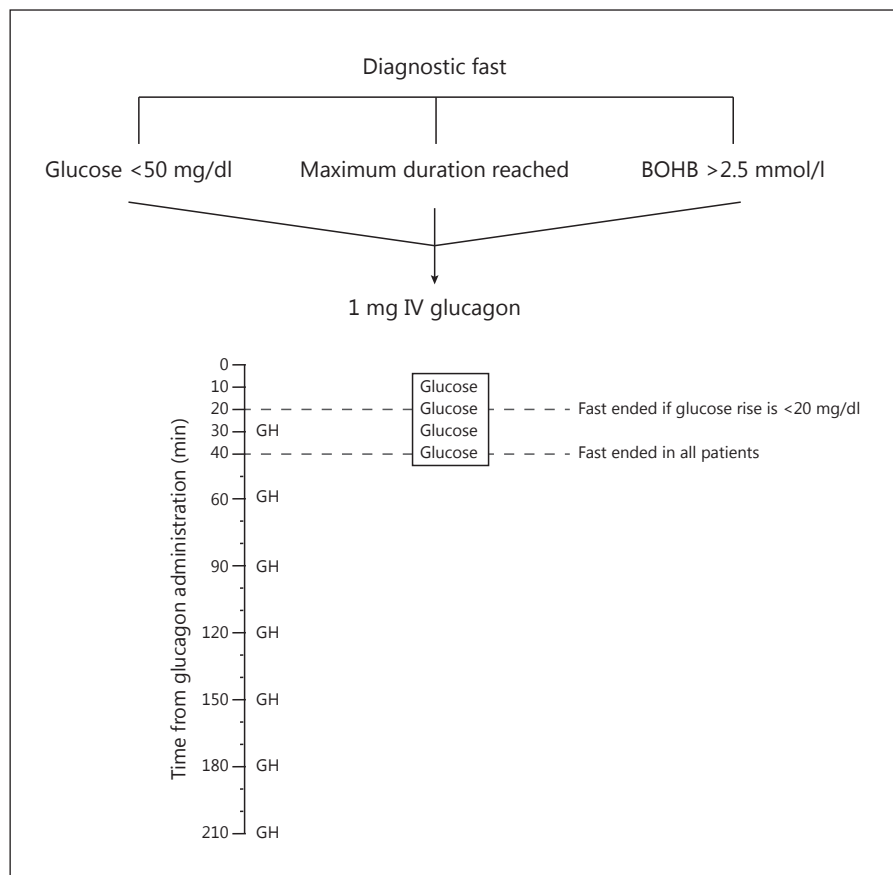 Diagnostic fast
Glucose <50 mg/dl Maximum duration reached BOHB >2.5 mmol/l
1 mg IV glucagon
Time from glucagon administration (min)
0
10 Glucose
20 Glucose Fast ended if glucose rise is <20 mg/dl
30 GH Glucose
40 Glucose Fast ended in all patients
60 GH
90 GH
120 GH
150 GH
180 GH
210 GH